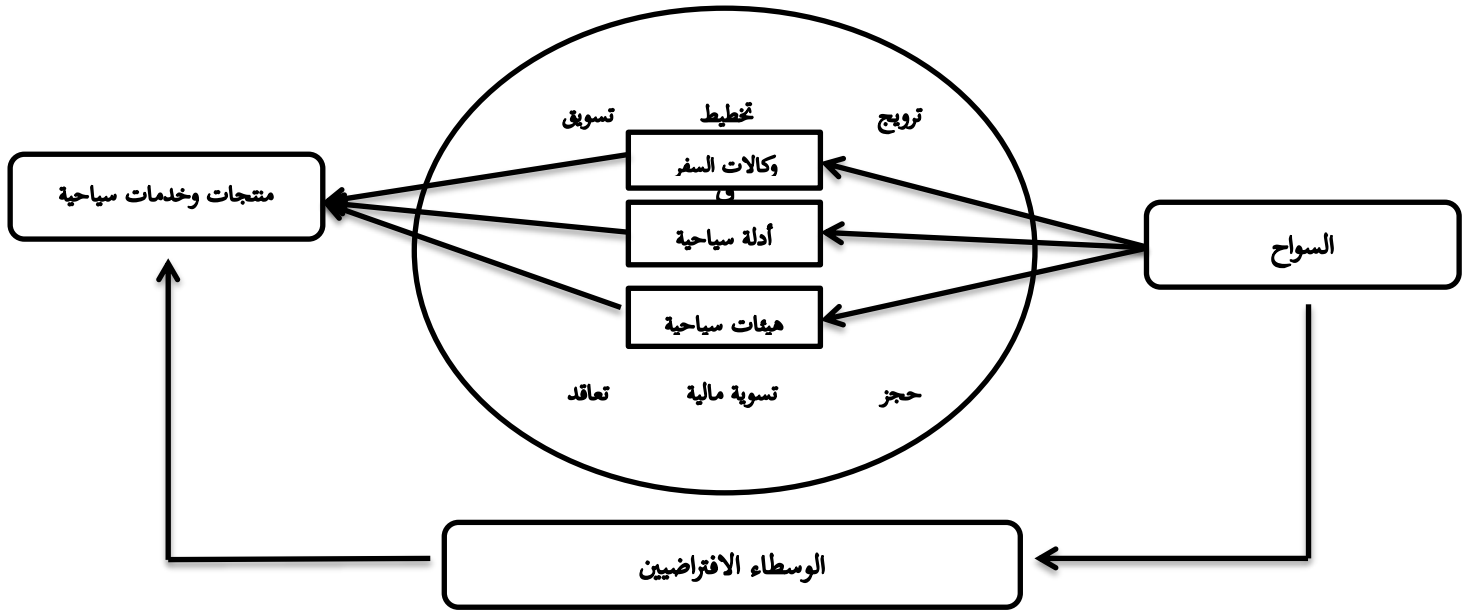 ترويج تخطيط تسويق
وكالات السفر
منتجات وخدمات سياحية
أدلة سياحية
السواح
هيئات سياحية
حجز تسوية مالية تعاقد
الوسطاء الافتراضيين